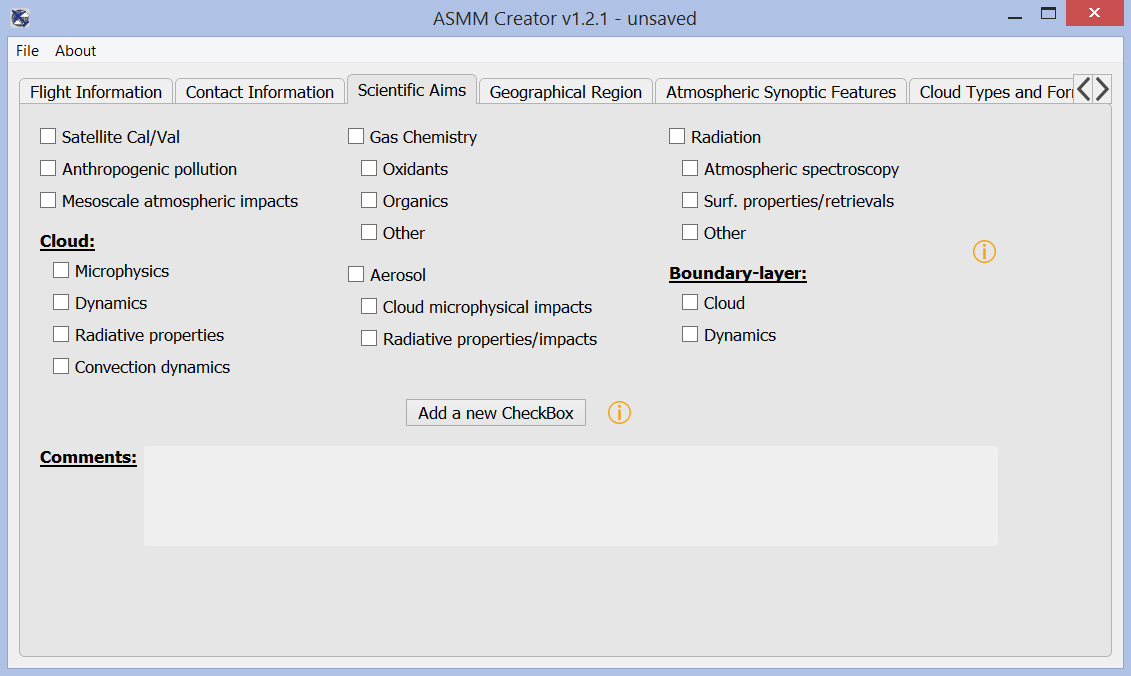 ASMM Creator v1.2.1 - unsaved
File About
Flight Information Contact Information Scientific Aims Geographical Region Atmospheric Synoptic Features Cloud Types and For
Satellite Cal/Val
Anthropogenic pollution
Mesoscale atmospheric impacts
Cloud:
Microphysics
Dynamics
Radiative properties
Convection dynamics
Gas Chemistry
Oxidants
Organics
Other
Aerosol
Cloud microphysical impacts
Radiative properties/impacts
Radiation
Atmospheric spectroscopy
Surf. properties/retrievals
Other
Boundary-layer:
Cloud
Dynamics
Add a new CheckBox
Comments: